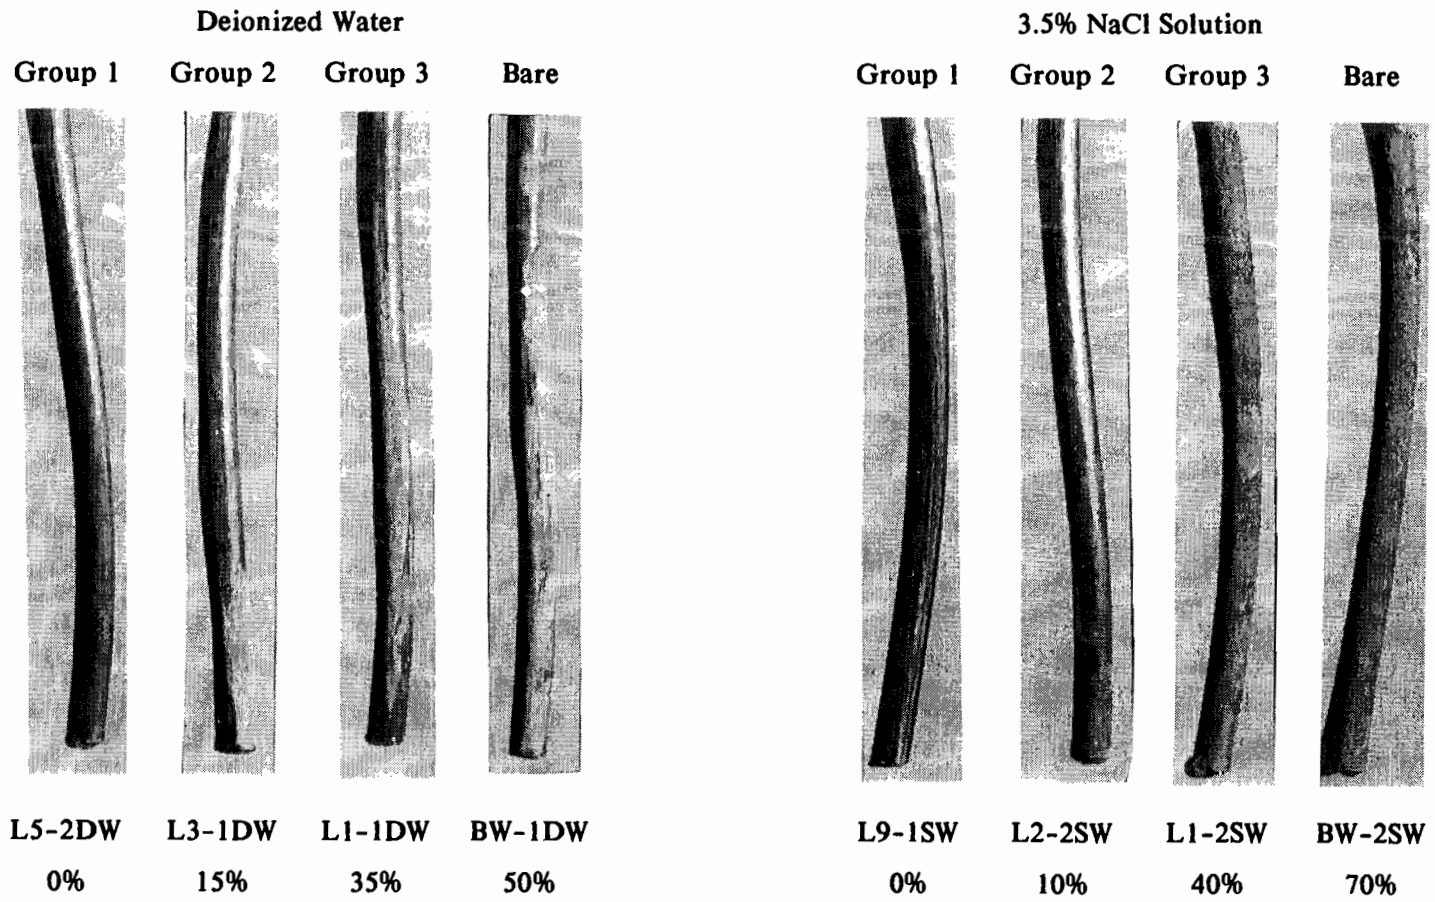 Deionized Water
3.5% NaCl Solution
Group 1 Group 2 Group 3 Bare
Group 1 Group 2 Group 3 Bare
L5-2DW L3-1DW L1-1DW BW-1DW
L9-1SW L2-2SW L1-2SW BW-2SW
0% 15% 35% 50%
0% 10% 40% 70%